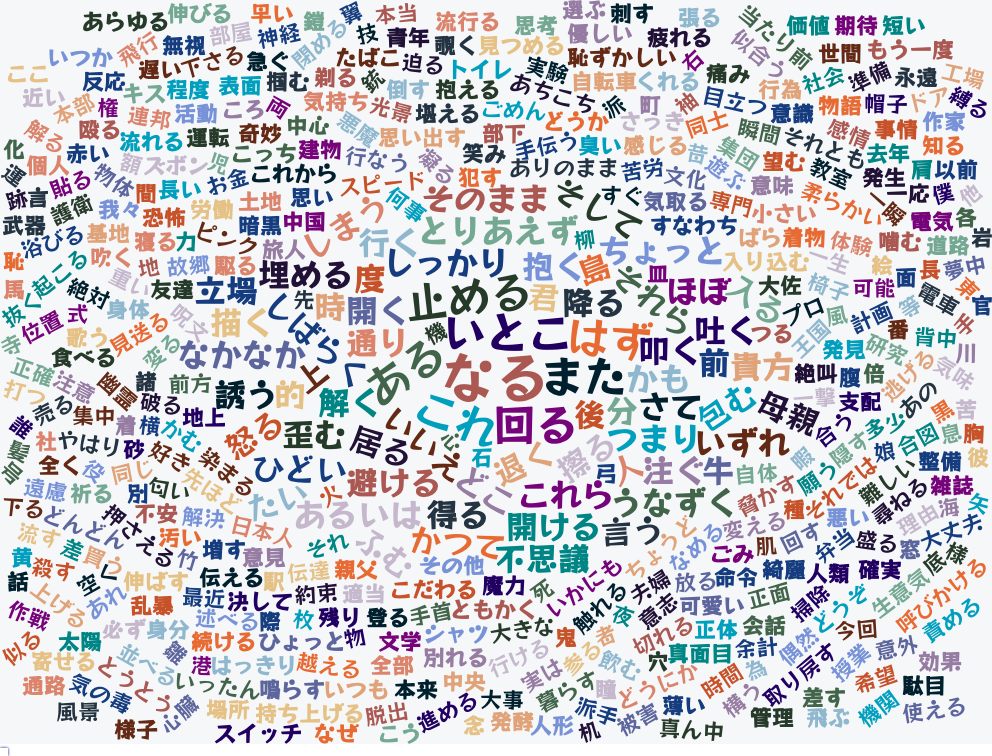 あらゆる 伸びる 早い 鎧 翼 本当 流行る 思考 選ぶ 刺す 張る 当たり前 価値 期待 短い
いつか 飛行 無視 部屋 神経 閉める 技 青年 覗く 見つめる 優しい 恥ずかしい 疲れる 似合う 世間 もう一度
ここ 反応 遅い 下さる 急ぐ たばこ 迫る トイレ 実験 自転車 くれる 石 痛み 社会 準備 永遠 工場
近い 本部 キス 程度 表面 掴む 剃る 銃 倒す 抱える あちこち 派 町 袖 目立つ 行為 意識 物語 帽子 ドア 縛る
権 連邦 活動 ころ 両 気持ち 光景 堪える ごめん どうか さっき 同士 瞬間 感情 事情 作家
解る 殴る 流れる 運転 奇妙 中心 悪魔 思い出す 部下 手伝う 臭い 感じる 昔 集団 それとも 去年 知る
化 個人 赤い 額 ズボン 児 こっち 建物 行なう 凝る 笑み ありのまま 苦労 遊ぶ 望む 教室 発生 肩 以前
運 跡 言 貼る 物体 間 長い お金 これから 思い スピード 犯す 文化 意味 柔らかい 一瞬 一応 僕 他
武器 護衛 我々 恐怖 労働 土地 暗黒 中国 しまう 何事 そのまま そして すぐ 気取る 専門 小さい 電気 各
浴びる 基地 寝る 力 ピンク 旅人 行く とりあえず 柳 ちょっと すなわち ばら 着物 体験 噛む 道路 岩
恥 起こる 吹く 重い 地 故郷 駆る 埋める 度 しっかり 抱く 島 それら 皿 ほぼ 入り込む 一生 絵 面 長 夢中
馬 抜く 絶対 身体 友達 立場 しばらく 先 時 開く 止める 君 降る 入る 大佐 椅子 可能 等 電車 東 官
寺 位置 式 歌う 見送る 呪文 描く 通り 機 いとこ はず 叩く 吐く つる プロ 王国 風 計画 番 背中 手 川
正確 食べる 変る なかなか 上 く ある なる また かも 前 貴方 絶叫 腹 倍 発見 研究 逃げる 気味
打つ 注意 幽霊 諸 前方 誘う 的 解く これ 回る 後 分 さて 包む 母親 一撃 支配 あの 黒 苦
誰 売る 集中 破る 着 横 地上 かむ 怒る 歪む 居る いいえ 心 石 つまり いずれ 合う 多少 合図 息 胸
髪 号 社 やはり 砂 好き 染まる ひどい 避ける どこ 退く 擦る 弓 人 注ぐ 牛 自体 暇 願う 隠す 娘 整備 彼
全く 役 同じ 匂い 先ほど たい 火 あるいは 得る これら うなずく 脅かす 種 それでは 難しい 尋ねる 雑誌
下る 遠慮 祈る 別 不安 解決 日本人 かつて 開ける 言う ちょうど 変える 悪い 理由 海 矢
流す どんどん 押さえる 汚い 竹 増す 意見 それ ふむ その他 不思議 なめる ごみ 肌 回す 弁当 盛る 窓 大丈夫
黄 差 買う 空く 伸ばす 伝える 駅 伝達 親父 こだわる 魔力 死 いかにも 夫婦 放る 命令 綺麗 人類 確実 底 様
話 殺す 上げる あれ 乱暴 最近 決して 約束 適当 触れる 夜 意志 可愛い 正面 掃除 どうぞ 生意気 呼びかける
作戦 必ず 身分 述べる 際 枚 残り 登る 手首 ともかく 大きな 鬼 者 切れる 正体 会話 今回 責める
似る 太陽 並べる 難 続ける ひょっと 物 文学 シャツ 別れる 行ける 参る 飲む 穴 真面目 余計 偶然 意外
寄せる とうとう 港 はっきり 越える 全部 中央 実は 瞳 どうにか 時間 為 取り戻す 授業 希望 効果
通路 気の毒 いったん 鳴らす いつも 本来 大事 暮らす 派手 被害 薄い 構う 差す 機関 駄目
風景 様子 心臓 場所 持ち上げる 脱出 こう 進める 念 発酵 人形 机 真ん中 管理 飛ぶ 使える
スイッチ なぜ